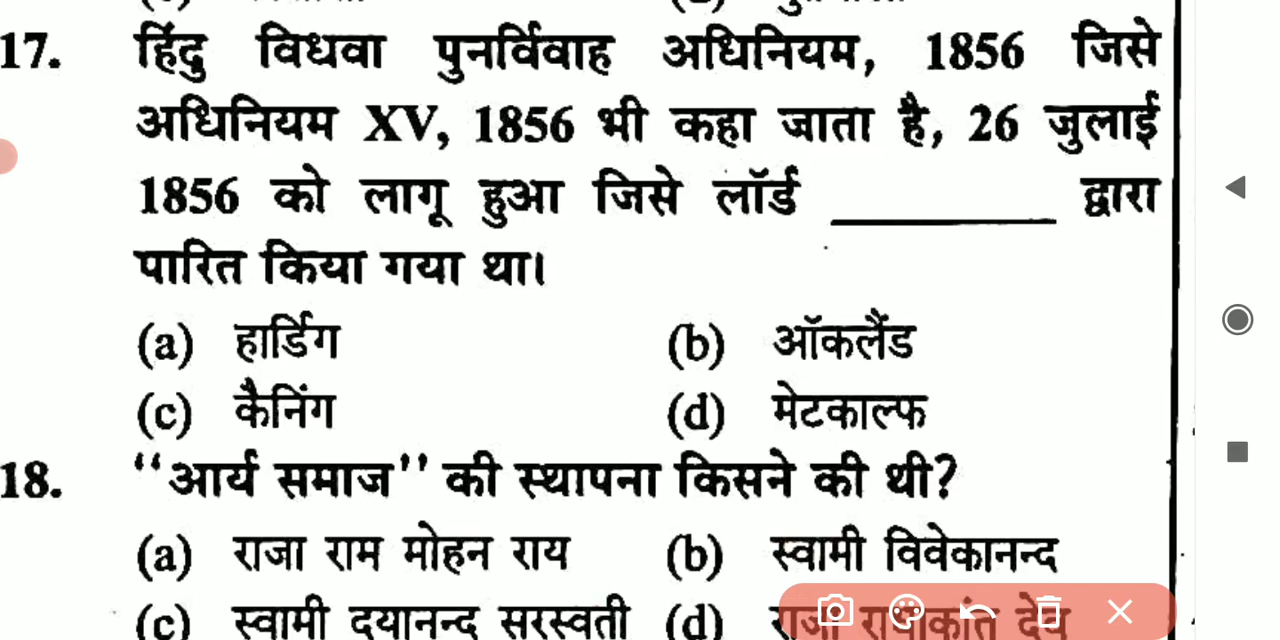 17. हिंदु विधवा पुनर्विवाह अधिनियम, 1856 जिसे
अधिनियम XV, 1856 भी कहा जाता है, 26 जुलाई
1856 को लागू हुआ जिसे लॉर्ड ________ द्वारा
पारित किया गया था।
(a) हार्डिंग (b) ऑकलैंड
(c) कैनिंग (d) मेटकाल्फ
18. ‘‘आर्य समाज’’ की स्थापना किसने की थी?
(a) राजा राम मोहन राय (b) स्वामी विवेकानन्द
(c) स्वामी दयानन्द सरस्वती (d) राजा राधाकांत देव